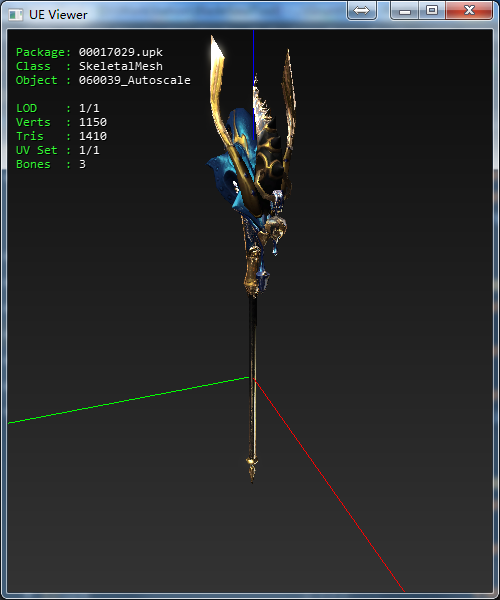 UE Viewer
Package: 00017029.upk
Class : SkeletalMesh
Object : 060039_Autoscale
LOD : 1/1
Verts : 1150
Tris : 1410
UV Set : 1/1
Bones : 3